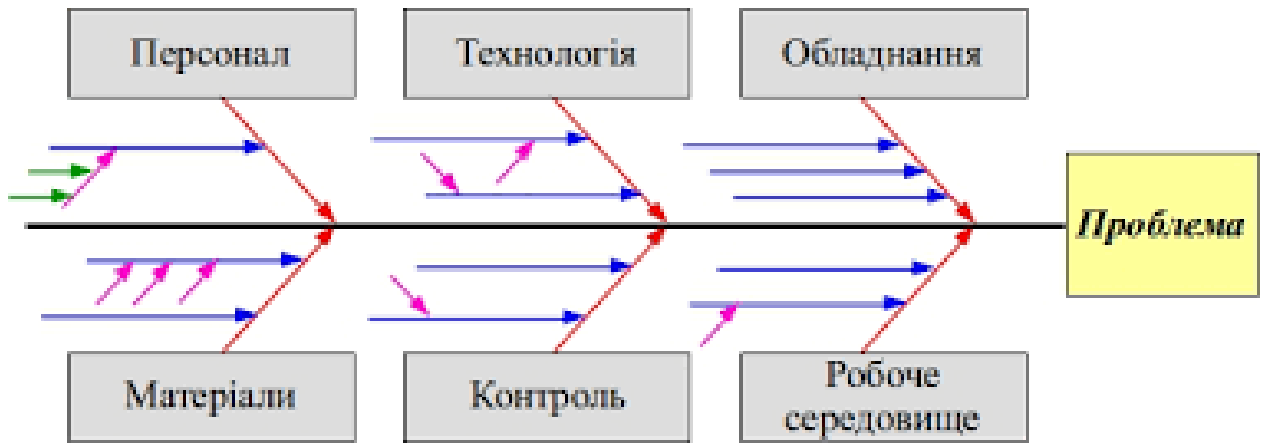 Персонал
Технологія
Обладнання
Проблема
Матеріали
Контроль
Робоче
середовище